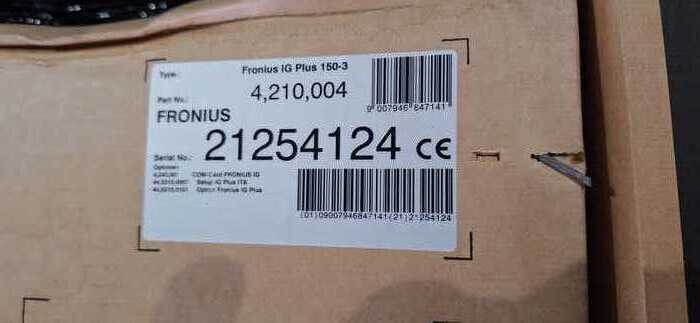 Type: Fronius IG Plus 150-3
Part No.: 4,210,004
9 007946 847141
FRONIUS
Serial No.: 21254124 CE
Optionen:
COM-Card FRONIUS IG
Setup IG Plus ITA
Option Fronius IG Plus
(01)09007946847141(21)21254124